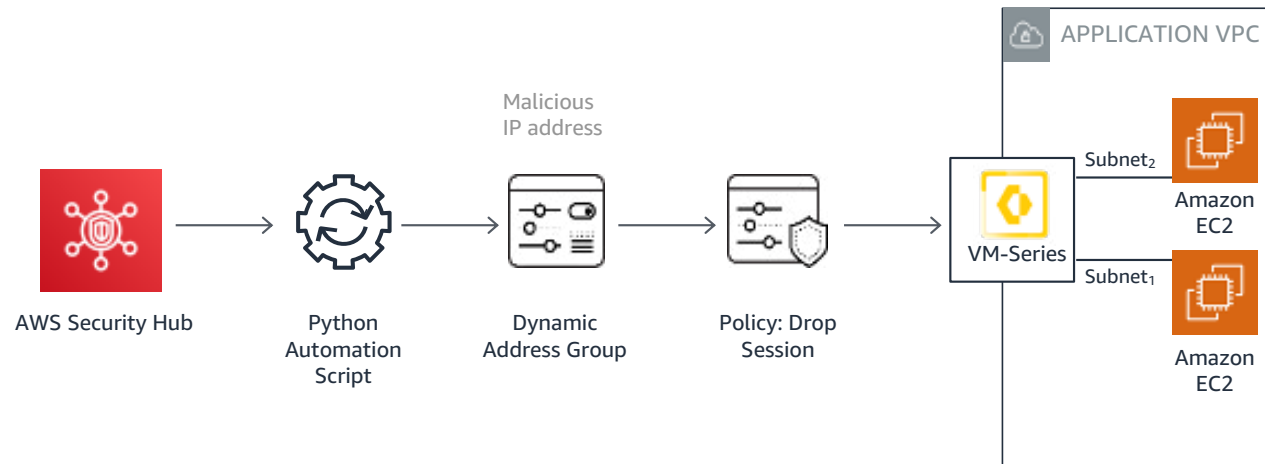 APPLICATION VPC
Malicious
IP address
Subnet₂
Amazon
EC2
VM-Series
Subnet₁
AWS Security Hub
Python
Automation
Script
Dynamic
Address Group
Policy: Drop
Session
Amazon
EC2